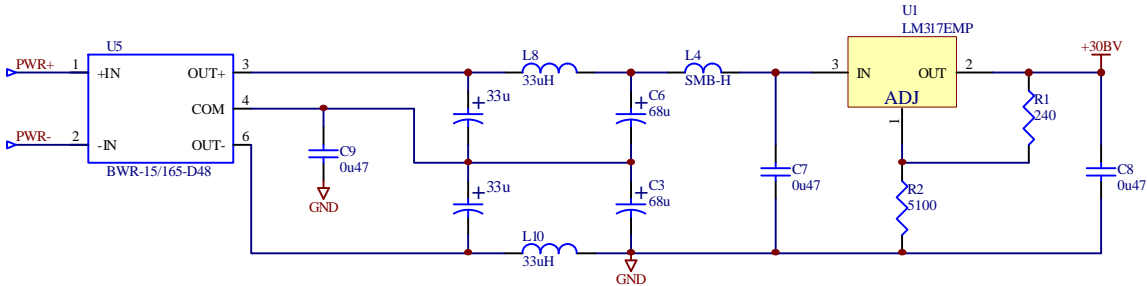 U1
LM317EMP
U5
L8
L4
+30BV
PWR+
1
+IN
OUT+
3
33uH
SMB-H
3
IN
OUT
2
33u
C6
68u
R1
240
COM
4
ADJ
1
PWR-
2
-IN
OUT-
6
C9
0u47
BWR-15/165-D48
C7
0u47
C8
0u47
33u
C3
68u
R2
5100
GND
L10
33uH
GND